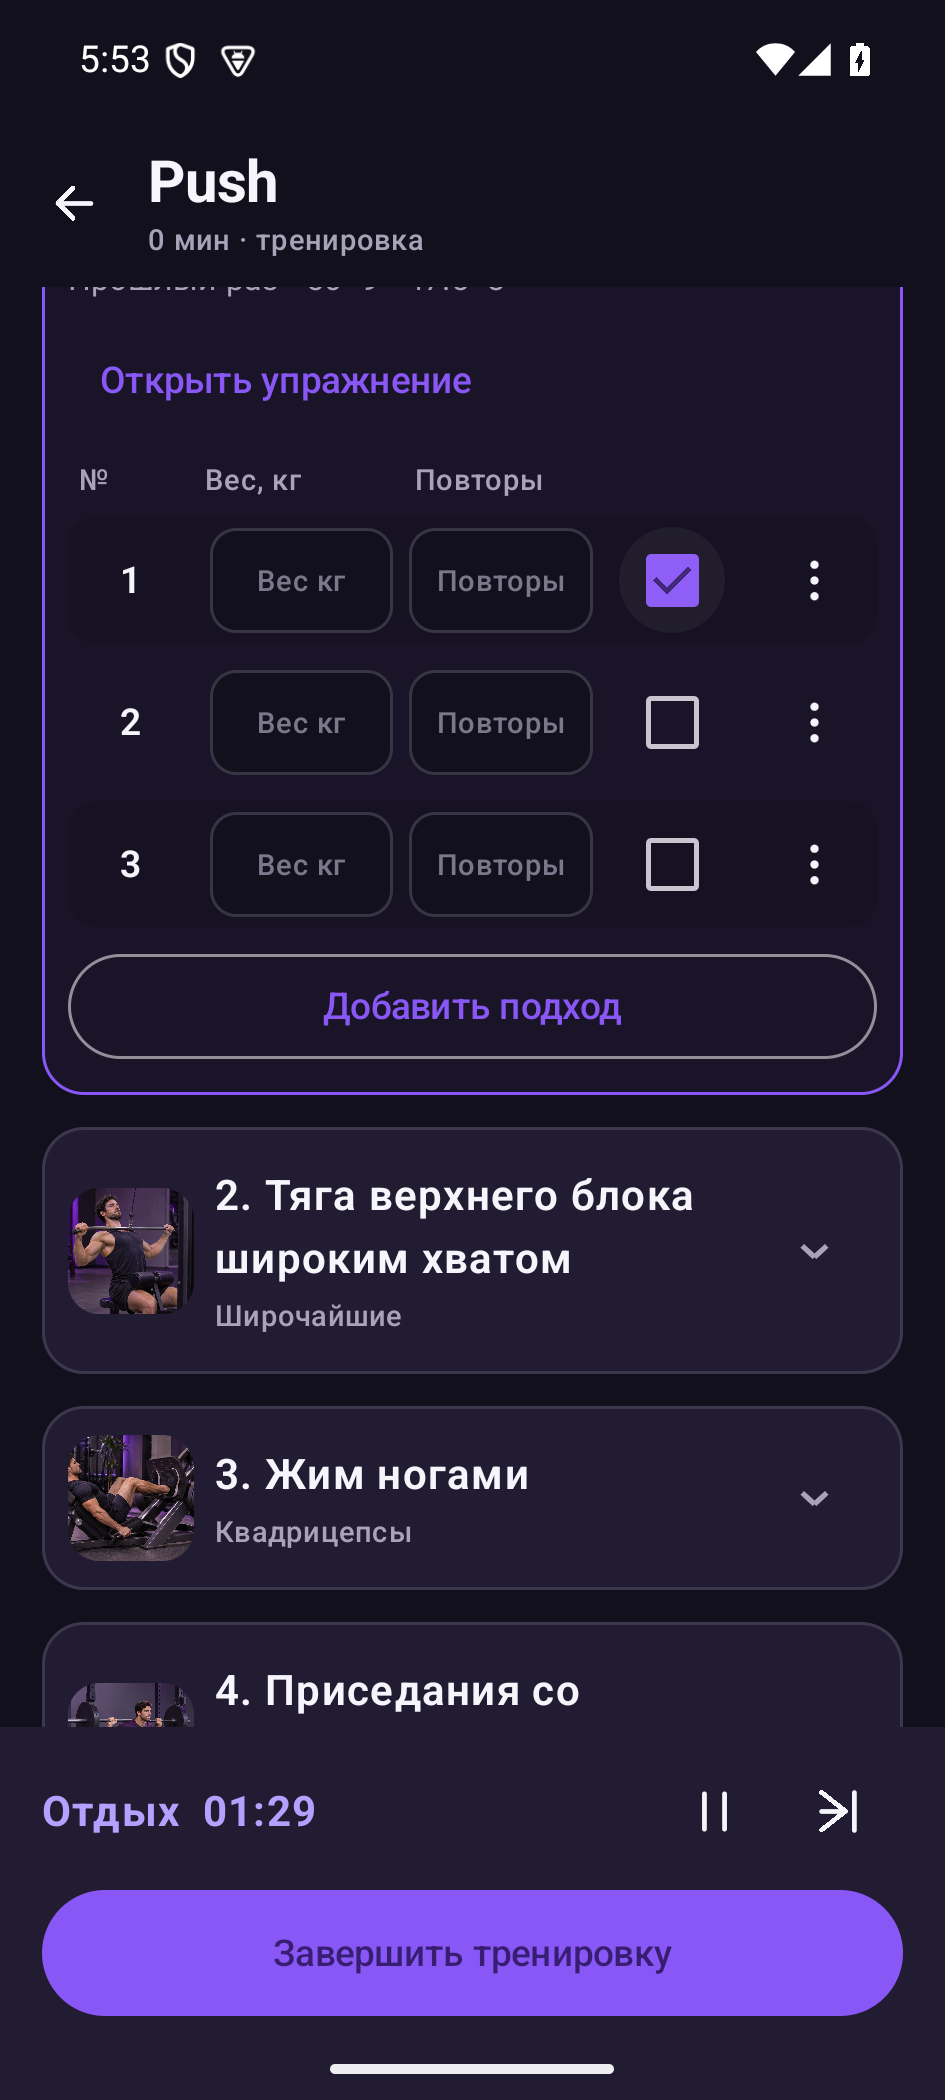 5:53
Push
0 мин · тренировка
Открыть упражнение
№ Вес, кг Повторы
1 Вес кг Повторы
2 Вес кг Повторы
3 Вес кг Повторы
Добавить подход
2. Тяга верхнего блока
широким хватом
Широчайшие
3. Жим ногами
Квадрицепсы
4. Приседания со
Отдых 01:29
Завершить тренировку